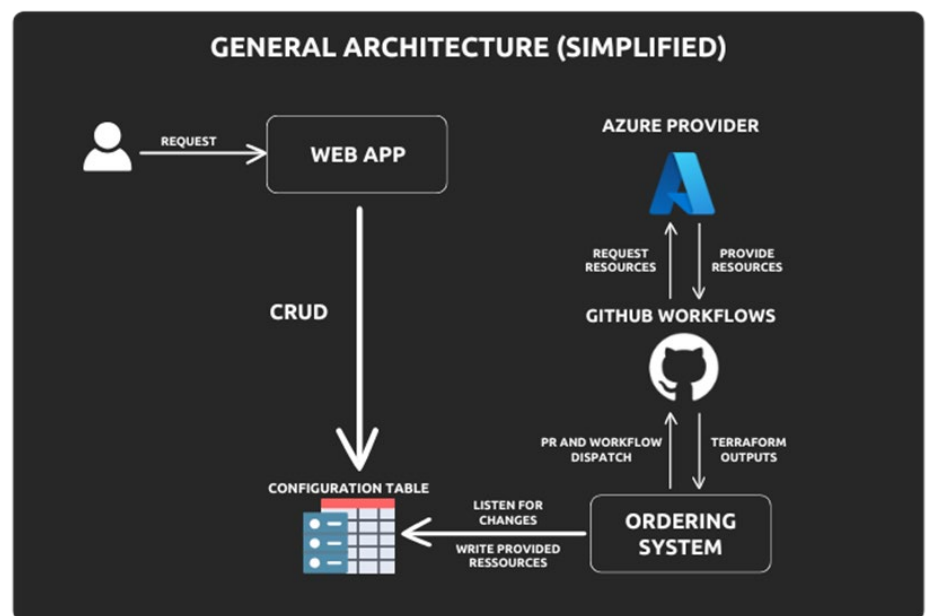 GENERAL ARCHITECTURE (SIMPLIFIED)
REQUEST
WEB APP
AZURE PROVIDER
REQUEST
RESOURCES
PROVIDE
RESOURCES
CRUD
GITHUB WORKFLOWS
PR AND WORKFLOW
DISPATCH
TERRAFORM
OUTPUTS
CONFIGURATION TABLE
LISTEN FOR
CHANGES
WRITE PROVIDED
RESSOURCES
ORDERING
SYSTEM